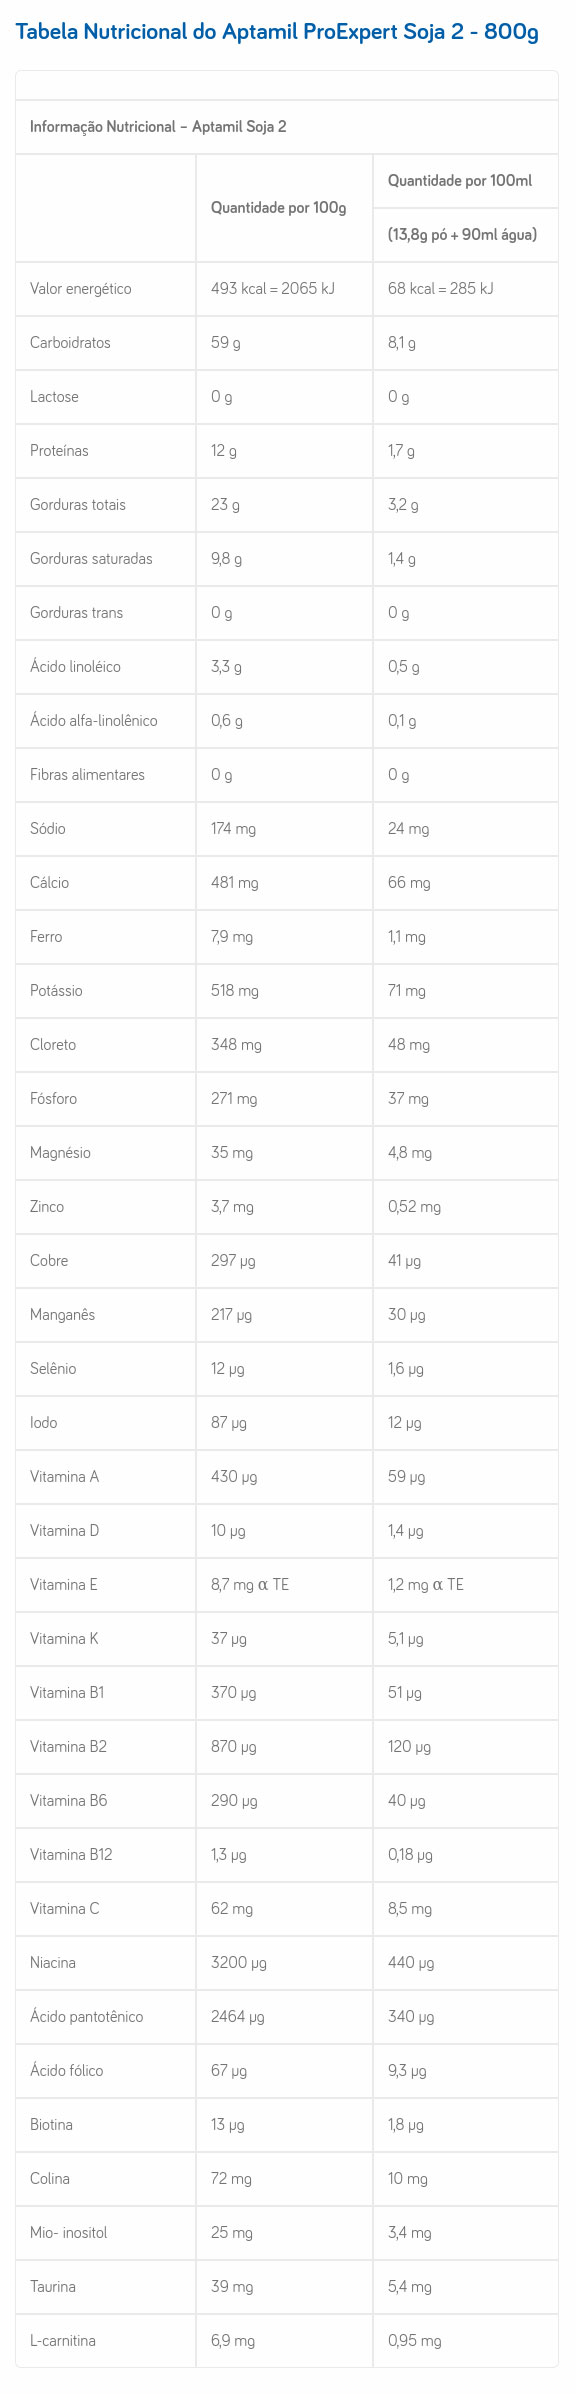 Tabela Nutricional do Aptamil ProExpert Soja 2 - 800g
Informação Nutricional – Aptamil Soja 2
Quantidade por 100g
Quantidade por 100ml
(13,8g pó + 90ml água)
Valor energético 493 kcal = 2065 kJ 68 kcal = 285 kJ
Carboidratos 59 g 8,1 g
Lactose 0 g 0 g
Proteínas 12 g 1,7 g
Gorduras totais 23 g 3,2 g
Gorduras saturadas 9,8 g 1,4 g
Gorduras trans 0 g 0 g
Ácido linoléico 3,3 g 0,5 g
Ácido alfa-linolênico 0,6 g 0,1 g
Fibras alimentares 0 g 0 g
Sódio 174 mg 24 mg
Cálcio 481 mg 66 mg
Ferro 7,9 mg 1,1 mg
Potássio 518 mg 71 mg
Cloreto 348 mg 48 mg
Fósforo 271 mg 37 mg
Magnésio 35 mg 4,8 mg
Zinco 3,7 mg 0,52 mg
Cobre 297 µg 41 µg
Manganês 217 µg 30 µg
Selênio 12 µg 1,6 µg
Iodo 87 µg 12 µg
Vitamina A 430 µg 59 µg
Vitamina D 10 µg 1,4 µg
Vitamina E 8,7 mg α TE 1,2 mg α TE
Vitamina K 37 µg 5,1 µg
Vitamina B1 370 µg 51 µg
Vitamina B2 870 µg 120 µg
Vitamina B6 290 µg 40 µg
Vitamina B12 1,3 µg 0,18 µg
Vitamina C 62 mg 8,5 mg
Niacina 3200 µg 440 µg
Ácido pantotênico 2464 µg 340 µg
Ácido fólico 67 µg 9,3 µg
Biotina 13 µg 1,8 µg
Colina 72 mg 10 mg
Mio- inositol 25 mg 3,4 mg
Taurina 39 mg 5,4 mg
L-carnitina 6,9 mg 0,95 mg